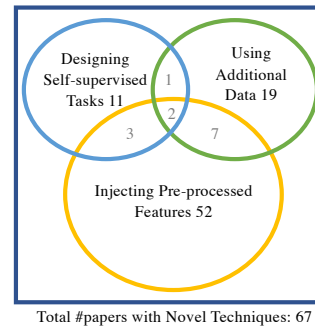 Designing
Self-supervised
Tasks 11
Using
Additional
Data 19
1
2
3
7
Injecting Pre-processed
Features 52
Total #papers with Novel Techniques: 67